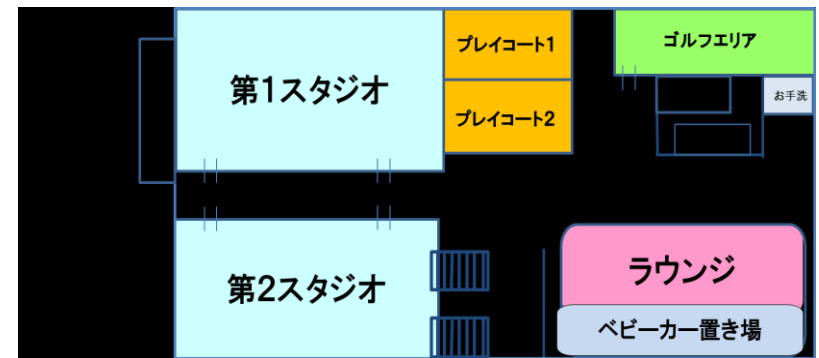 プレイコート1
ゴルフエリア
第1スタジオ
お手洗
プレイコート2
ラウンジ
第2スタジオ
ベビーカー置き場